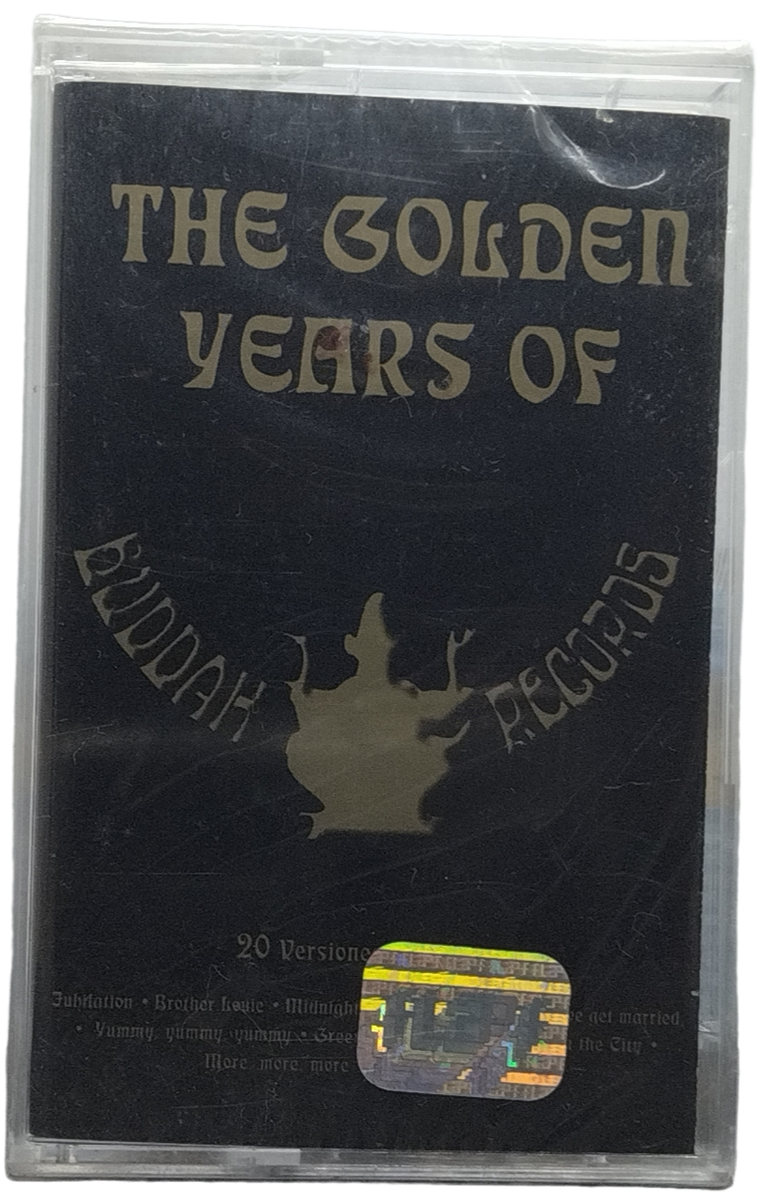 THE GOLDEN
YEARS OF
BUDDAH RECORDS
20 Versione
Jubilation • Brother Louie • Midnight e get married,
• Yummy, yummy yummy • Gree the City •
More more more